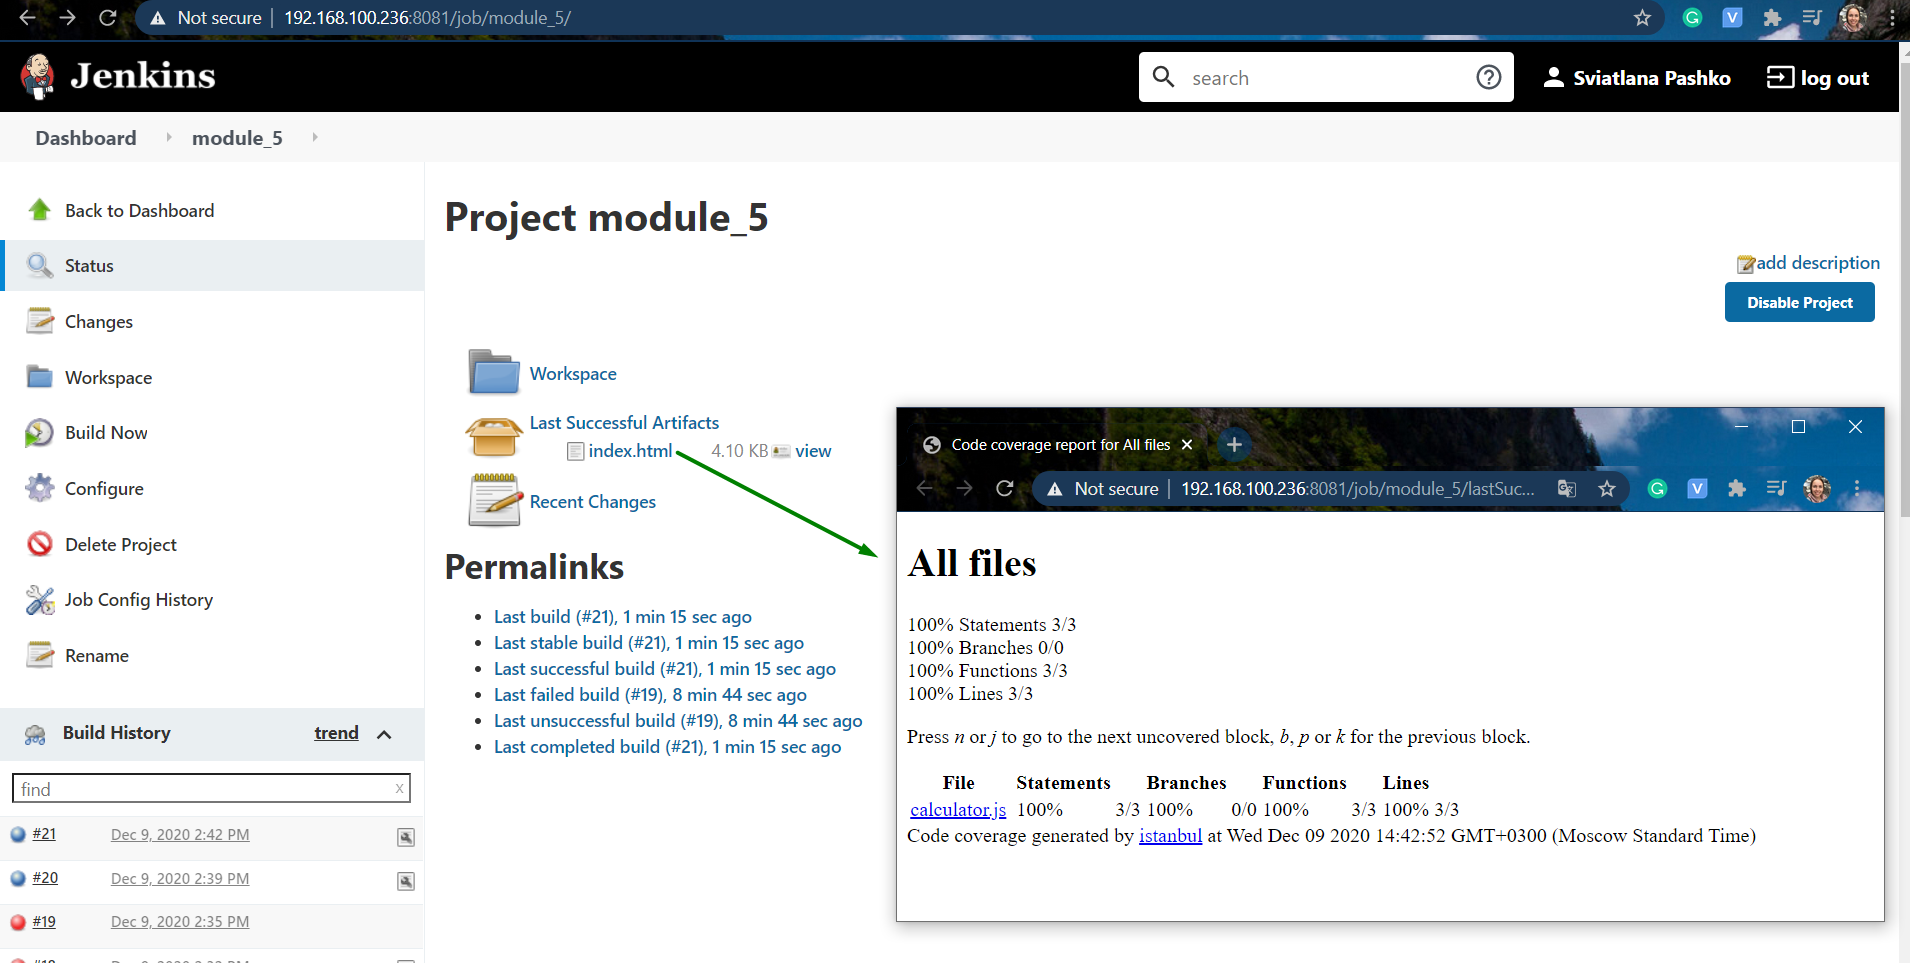 Not secure | 192.168.100.236:8081/job/module_5/
Jenkins
search
Sviatlana Pashko
log out
Dashboard
module_5
Back to Dashboard
Status
Changes
Workspace
Build Now
Configure
Delete Project
Job Config History
Rename
Build History
trend
find
x
#21 Dec 9, 2020 2:42 PM
#20 Dec 9, 2020 2:39 PM
#19 Dec 9, 2020 2:35 PM
Project module_5
add description
Disable Project
Workspace
Last Successful Artifacts
index.html 4.10 KB view
Recent Changes
Permalinks
Last build (#21), 1 min 15 sec ago
Last stable build (#21), 1 min 15 sec ago
Last successful build (#21), 1 min 15 sec ago
Last failed build (#19), 8 min 44 sec ago
Last unsuccessful build (#19), 8 min 44 sec ago
Last completed build (#21), 1 min 15 sec ago
Code coverage report for All files
Not secure | 192.168.100.236:8081/job/module_5/lastSuc...
All files
100% Statements 3/3
100% Branches 0/0
100% Functions 3/3
100% Lines 3/3
Press n or j to go to the next uncovered block, b, p or k for the previous block.
File Statements Branches Functions Lines
calculator.js 100% 3/3 100% 0/0 100% 3/3 100% 3/3
Code coverage generated by istanbul at Wed Dec 09 2020 14:42:52 GMT+0300 (Moscow Standard Time)